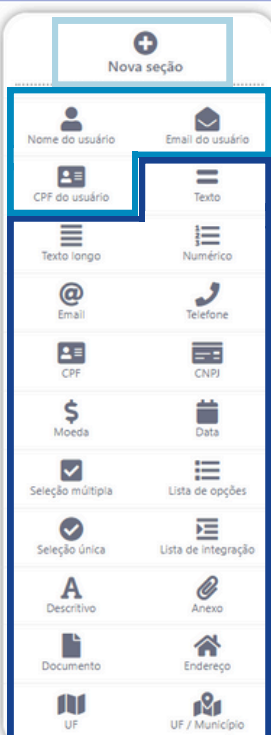 Nova seção
Nome do usuário
Email do usuário
CPF do usuário
Texto
Texto longo
Numérico
Email
Telefone
CPF
CNPJ
Moeda
Data
Seleção múltipla
Lista de opções
Seleção única
Lista de integração
Descritivo
Anexo
Documento
Endereço
UF
UF / Município